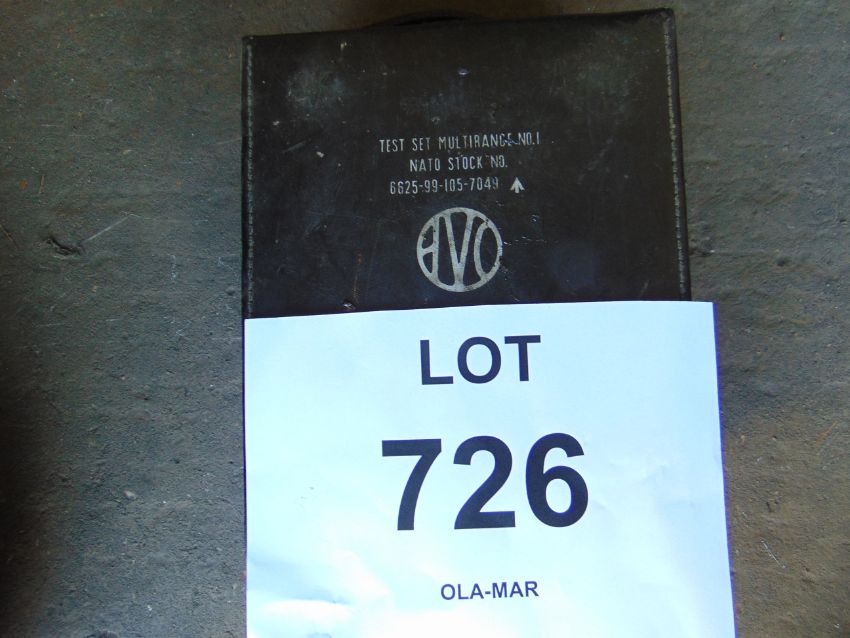 TEST SET MULTIRANGE NO.1
NATO STOCK NO.
6625-99-105-7049
AVO
LOT
726
OLA-MAR